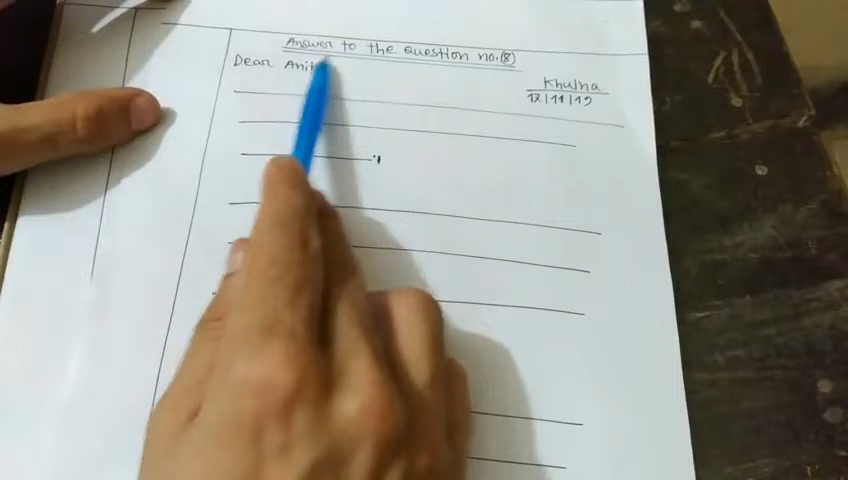 Answer to the Question no.(8)
Dear
Khulna
12/11/19